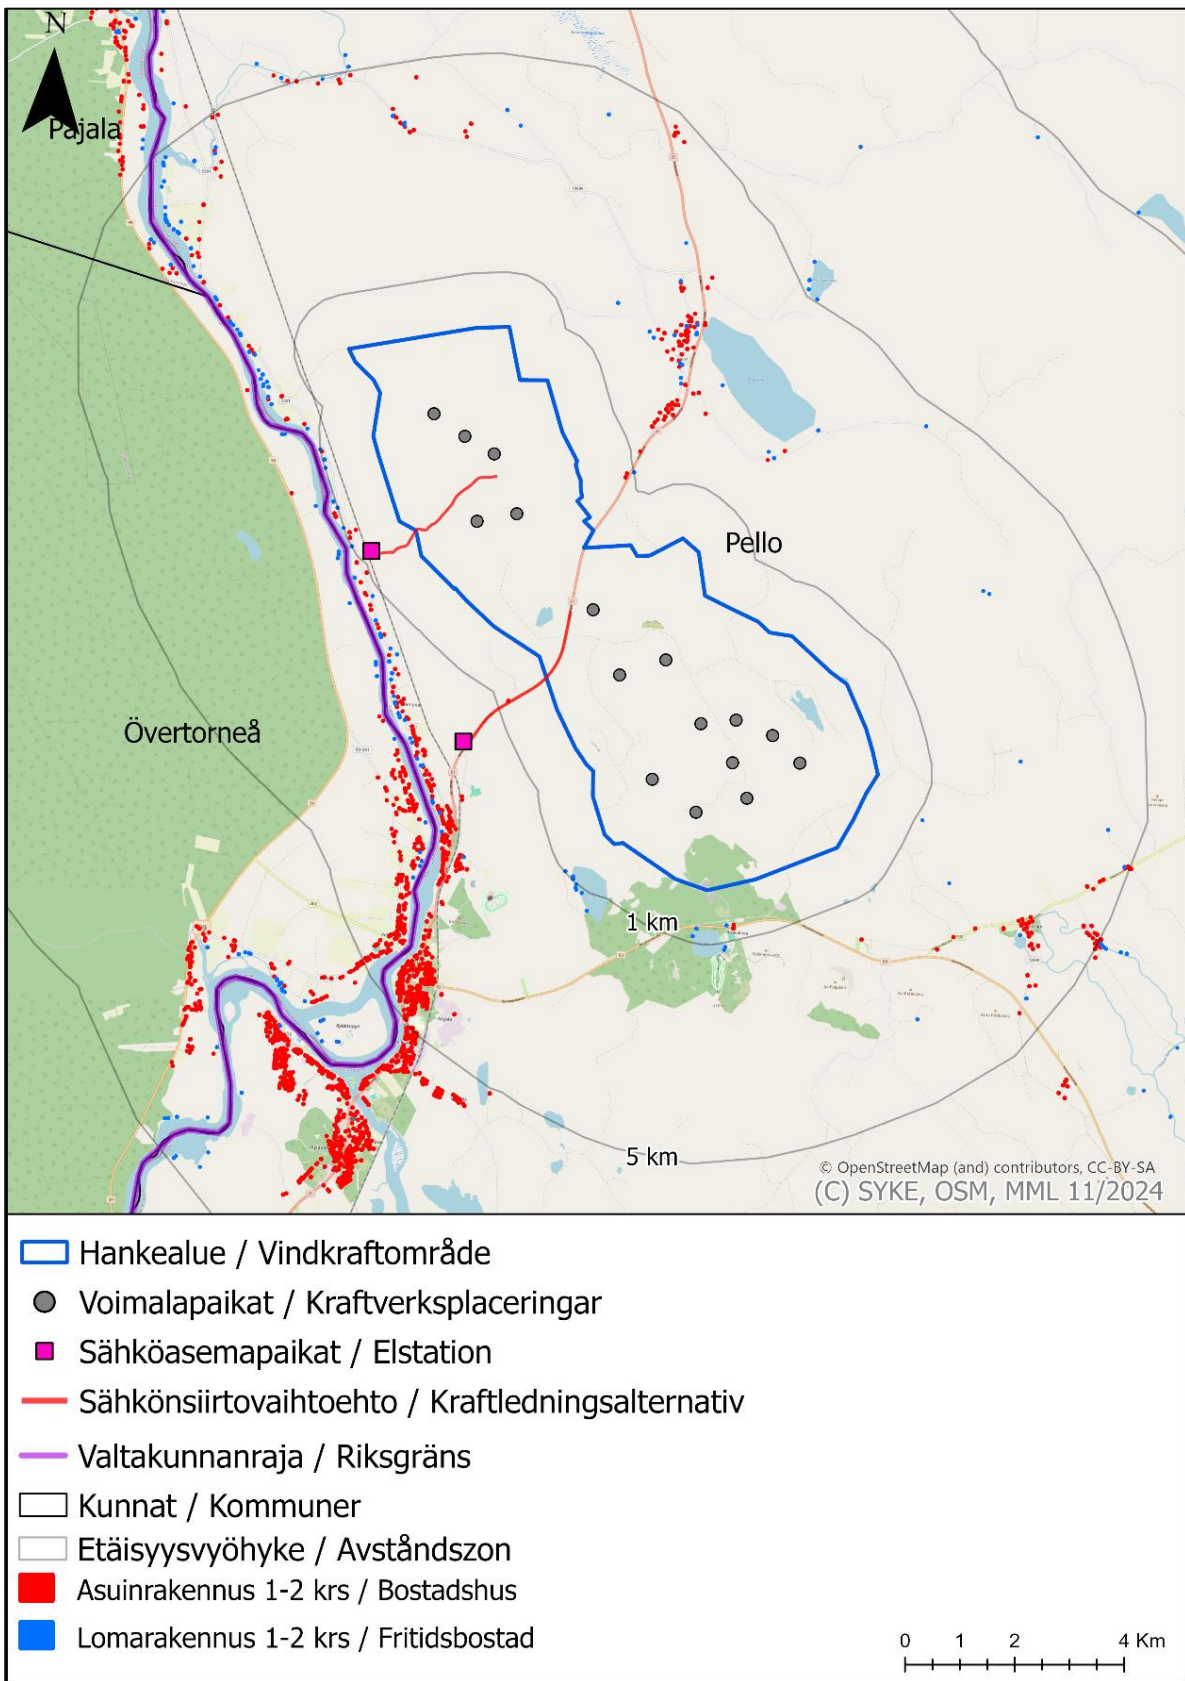 N
Pajala
Pello
Övertorneå
1 km
5 km
© OpenStreetMap (and) contributors, CC-BY-SA
(C) SYKE, OSM, MML 11/2024
Hankealue / Vindkraftområde
Voimalapaikat / Kraftverksplaceringar
Sähköasemapaikat / Elstation
Sähkönsiirtovaihtoehto / Kraftledningsalternativ
Valtakunnanraja / Riksgräns
Kunnat / Kommuner
Etäisyysvyöhyke / Avståndszon
Asuinrakennus 1-2 krs / Bostadshus
Lomarakennus 1-2 krs / Fritidsbostad
0 1 2 4 Km